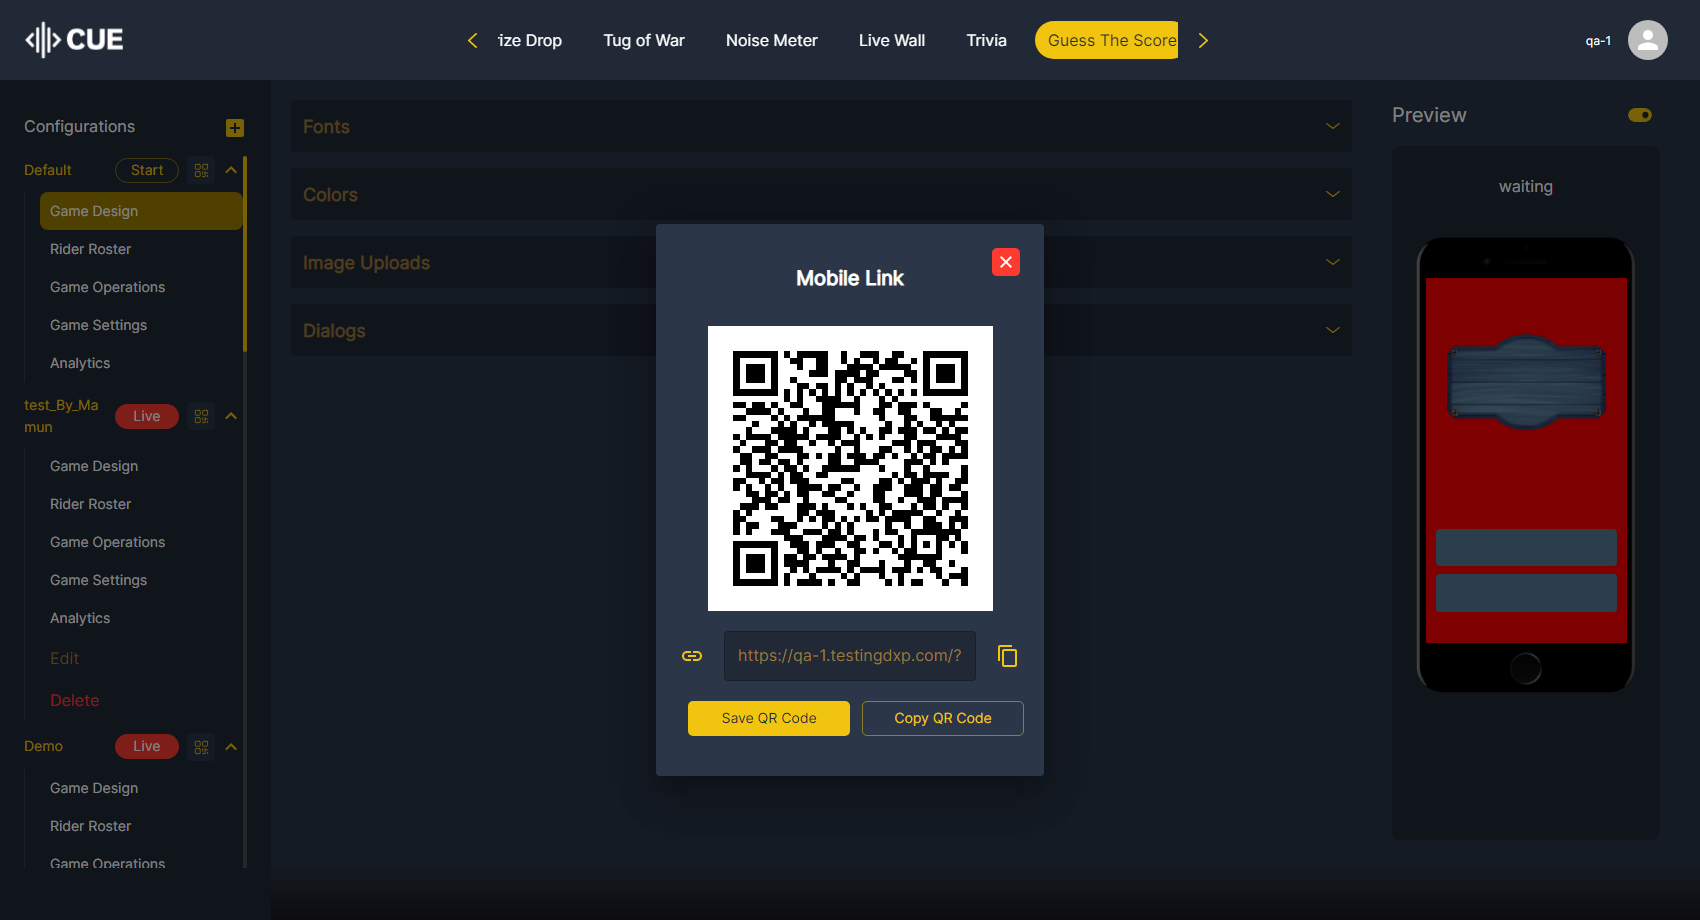 CUE
ize Drop
Tug of War
Noise Meter
Live Wall
Trivia
Guess The Score
qa-1
Configurations
Default
Start
Game Design
Rider Roster
Game Operations
Game Settings
Analytics
test_By_Ma
mun
Live
Game Design
Rider Roster
Game Operations
Game Settings
Analytics
Edit
Delete
Demo
Live
Game Design
Rider Roster
Game Operations
Fonts
Colors
Image Uploads
Dialogs
Mobile Link
https://qa-1.testingdxp.com/?
Save QR Code
Copy QR Code
Preview
waiting